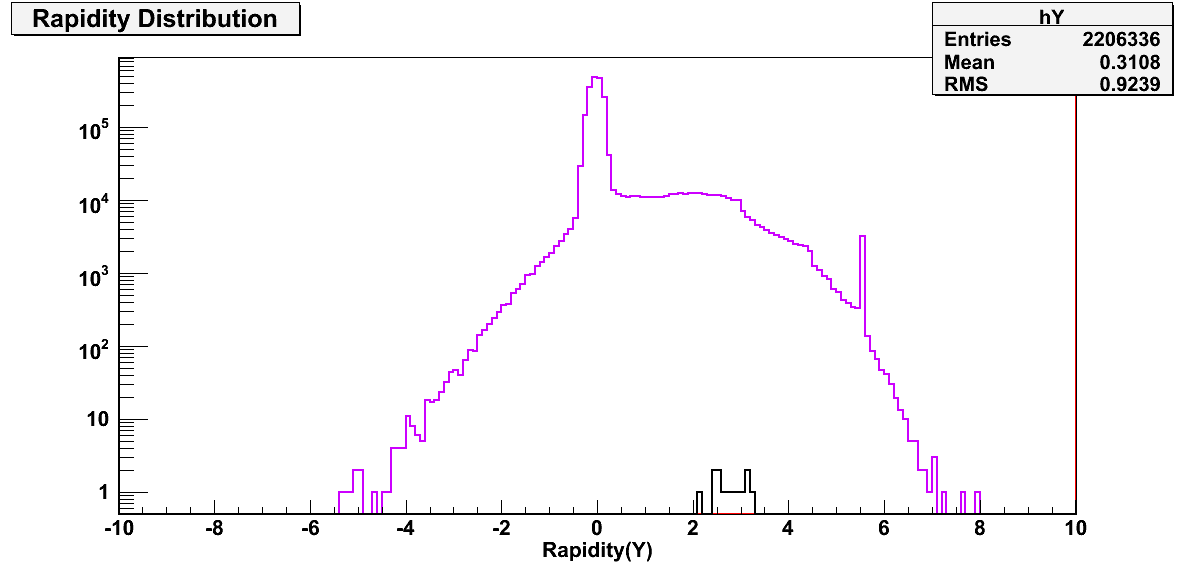 Rapidity Distribution
hY
Entries 2206336
Mean 0.3108
RMS 0.9239
10^5
10^4
10^3
10^2
10
1
-10 -8 -6 -4 -2 0 2 4 6 8 10
Rapidity(Y)